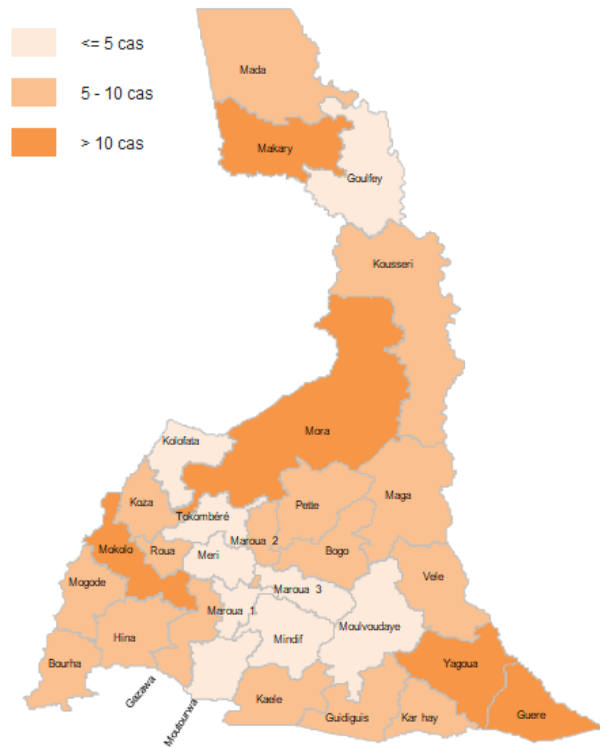 <= 5 cas
5 - 10 cas
> 10 cas
Mada
Makary
Goulfey
Kousseri
Mora
Kolofata
Maga
Koza
Pette
Tokombéré
Maroua 2
Mokolo
Roua
Meri
Bogo
Mogode
Vele
Maroua 3
Maroua 1
Moulvoudaye
Hina
Mindif
Bourha
Yagoua
Gazawa
Moutourwa
Kaele
Guidiguis
Kar hay
Guere